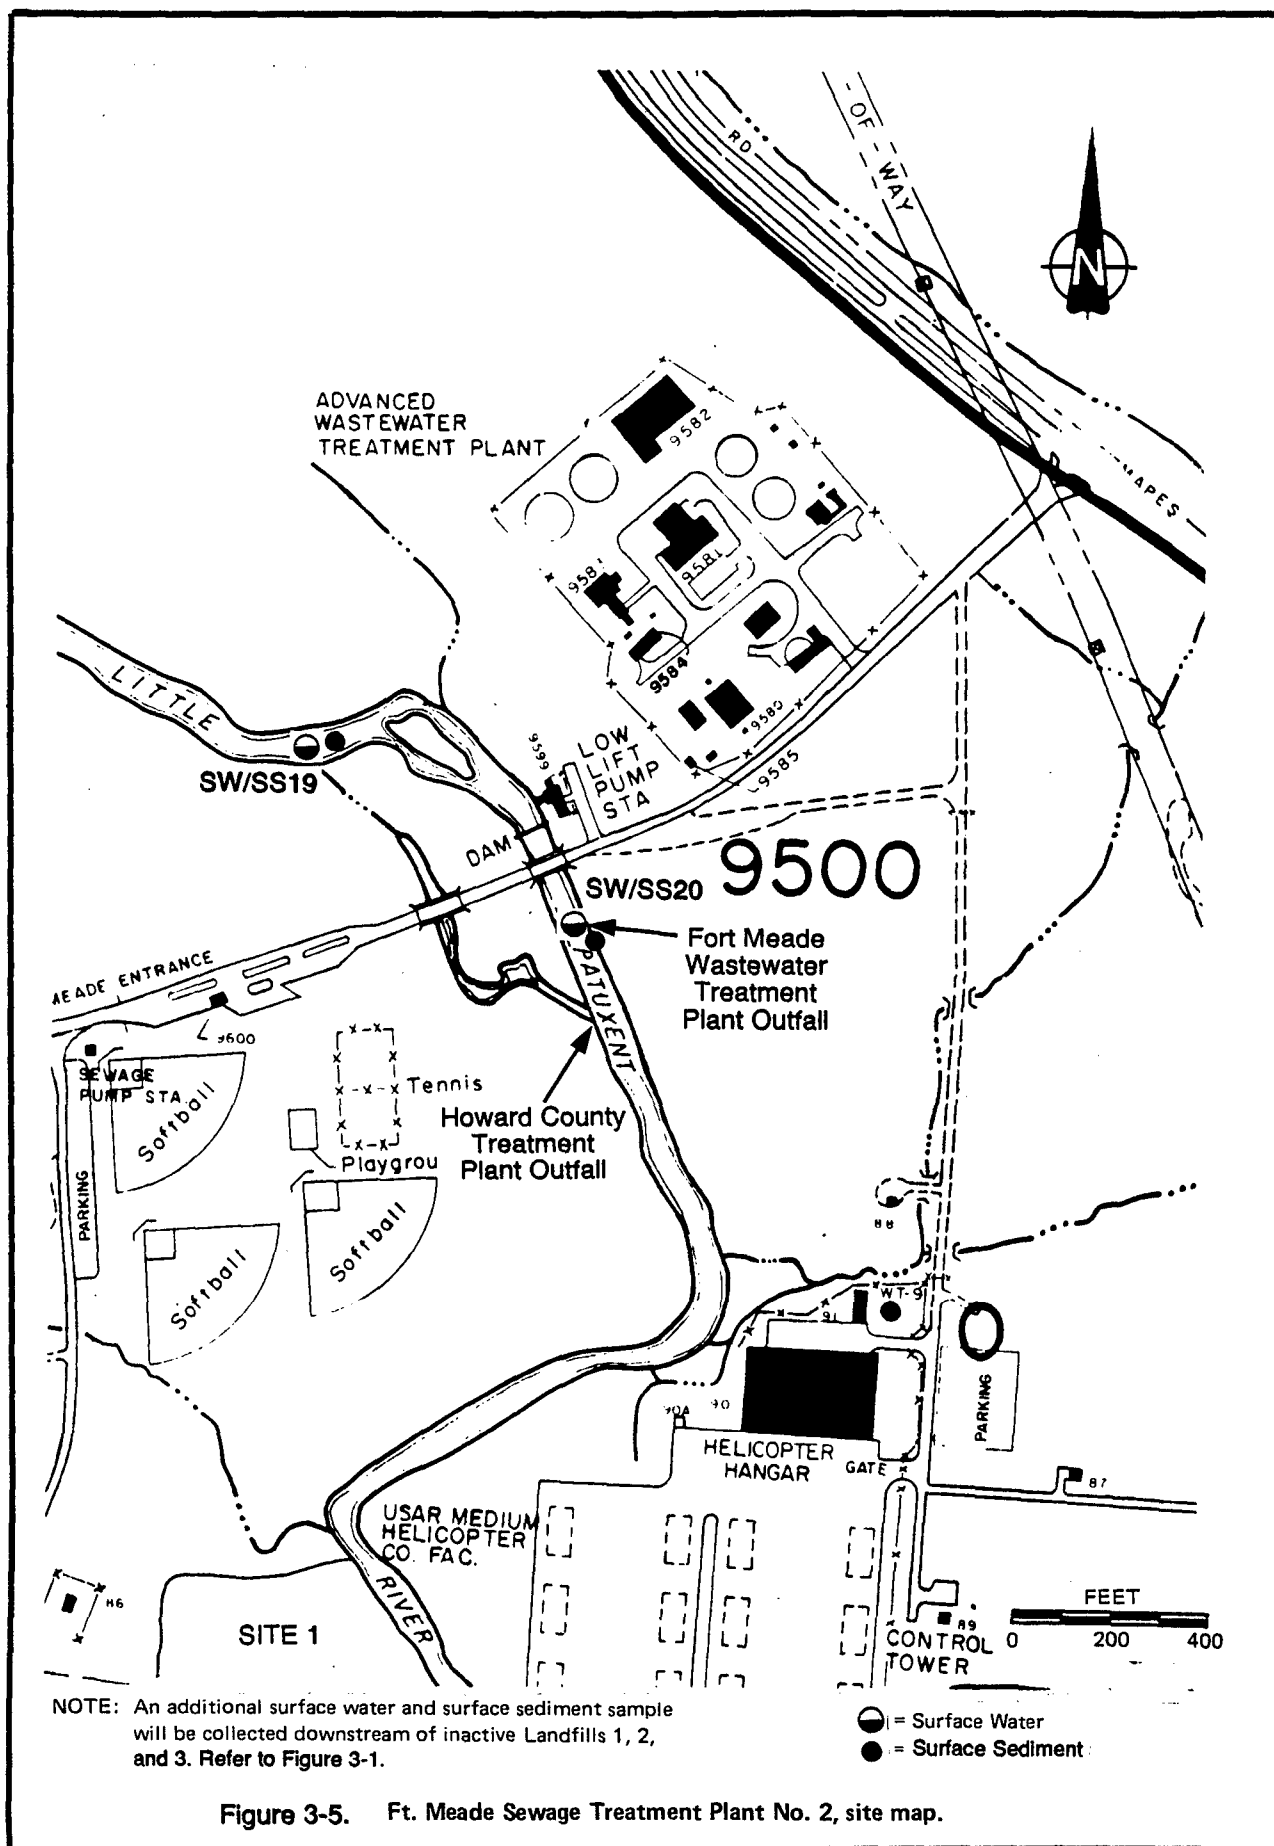 RD
- OF - WAY
N
MAPES
ADVANCED
WASTEWATER
TREATMENT PLANT
9582
9581
958
9584
9580
9585
9599
LOW
LIFT
PUMP
STA
LITTLE
SW/SS19
DAM
SW/SS20
9500
Fort Meade
Wastewater
Treatment
Plant Outfall
PATUXENT
MEADE ENTRANCE
9600
SEWAGE
PUMP STA.
Softball
Tennis
Playgrou
Howard County
Treatment
Plant Outfall
PARKING
Softball
Softball
88
WT-9
91
90A
90
PARKING
HELICOPTER
HANGAR
GATE
87
USAR MEDIUM
HELICOPTER
CO. FAC.
RIVER
86
SITE 1
89
CONTROL
TOWER
FEET
0 200 400
NOTE: An additional surface water and surface sediment sample
will be collected downstream of inactive Landfills 1, 2,
and 3. Refer to Figure 3-1.
= Surface Water
= Surface Sediment
Figure 3-5. Ft. Meade Sewage Treatment Plant No. 2, site map.